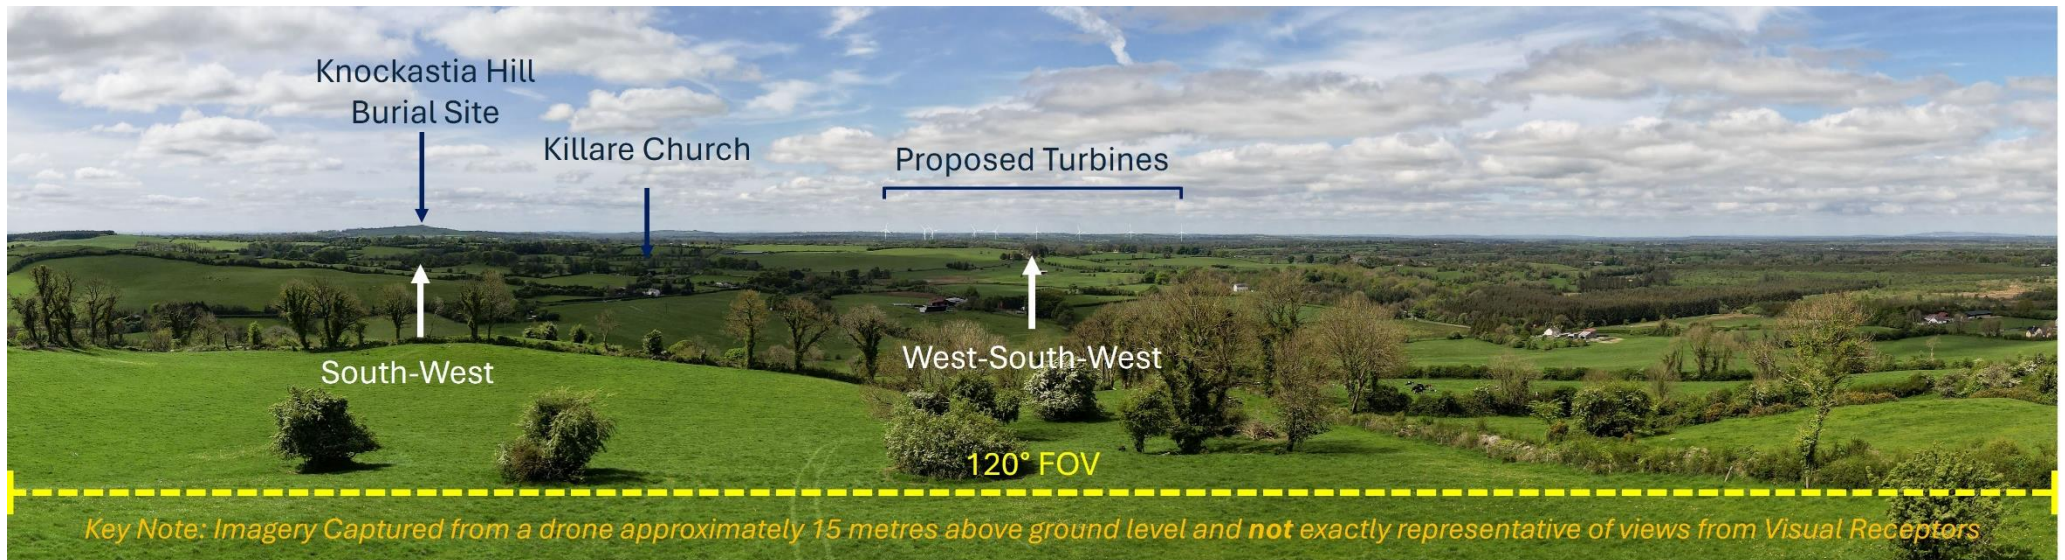 Knockastia Hill
Burial Site
Killare Church
Proposed Turbines
South-West
West-South-West
120° FOV
Key Note: Imagery Captured from a drone approximately 15 metres above ground level and not exactly representative of views from Visual Receptors